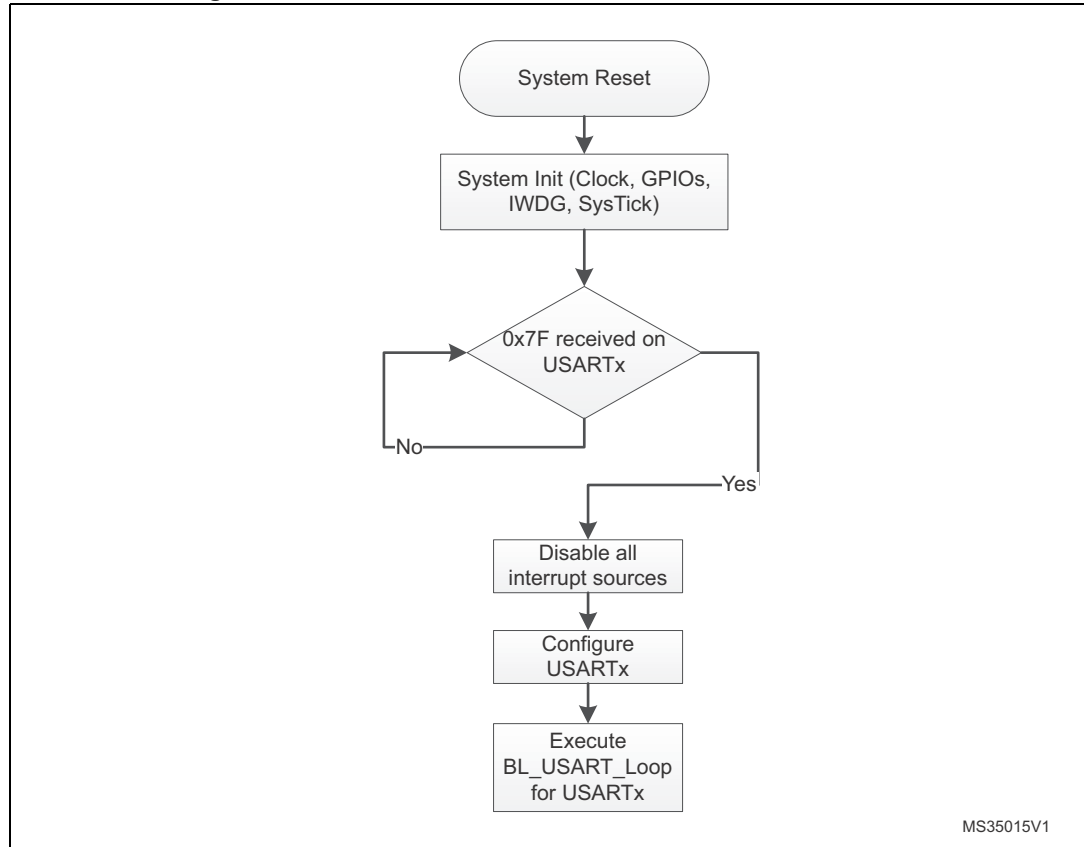 System Reset
System Init (Clock, GPIOs,
IWDG, SysTick)
0x7F received on
USARTx
No
Yes
Disable all
interrupt sources
Configure
USARTx
Execute
BL_USART_Loop
for USARTx
MS35015V1